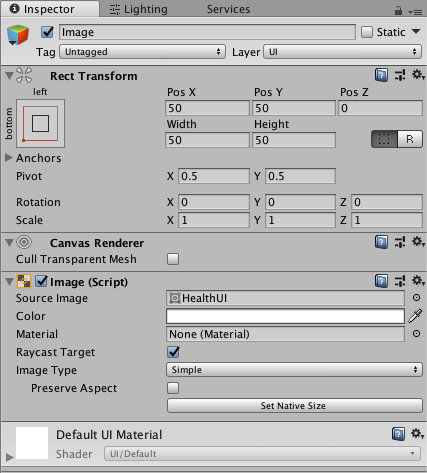 Inspector Lighting Services
Image Static
Tag Untagged Layer UI
Rect Transform
left Pos X Pos Y Pos Z
bottom 50 50 0
Width Height
50 50 R
Anchors
Pivot X 0.5 Y 0.5
Rotation X 0 Y 0 Z 0
Scale X 1 Y 1 Z 1
Canvas Renderer
Cull Transparent Mesh
Image (Script)
Source Image HealthUI
Color
Material None (Material)
Raycast Target
Image Type Simple
Preserve Aspect
Set Native Size
Default UI Material
Shader UI/Default